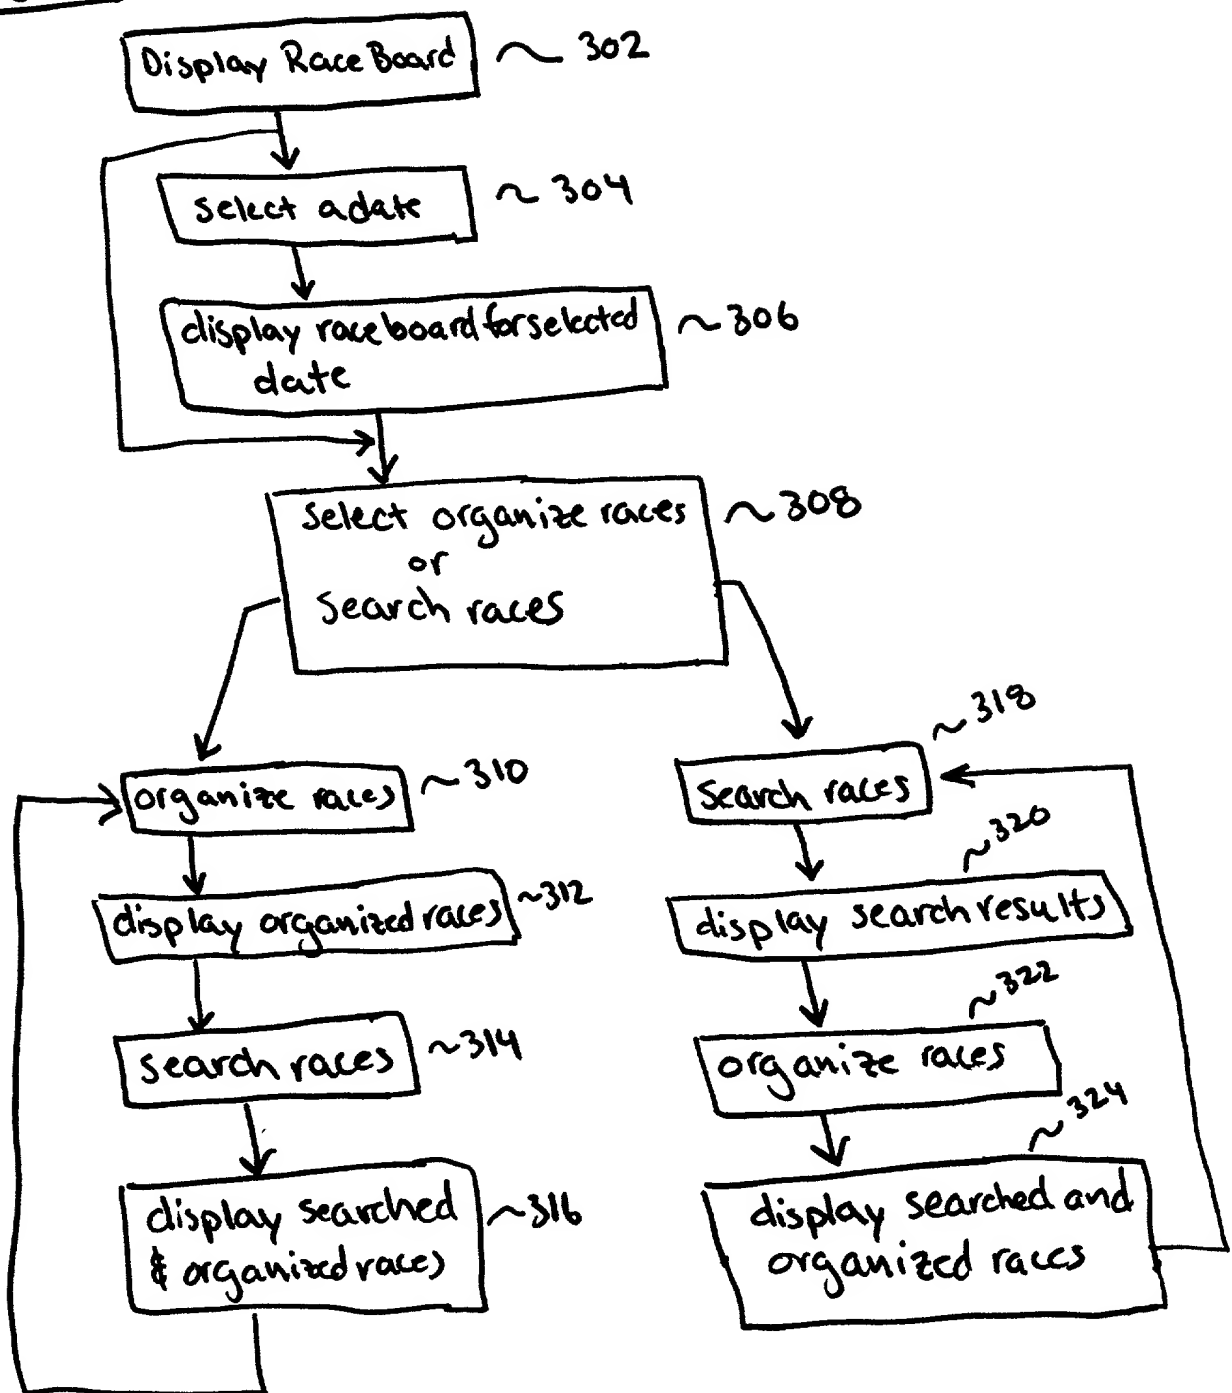 Display Race Board
302
select a date
304
display race board for selected
date
306
Select organize races
or
Search races
308
organize races
310
display organized races
312
search races
314
display searched
& organized races
316
Search races
318
display search results
320
organize races
322
display searched and
organized races
324